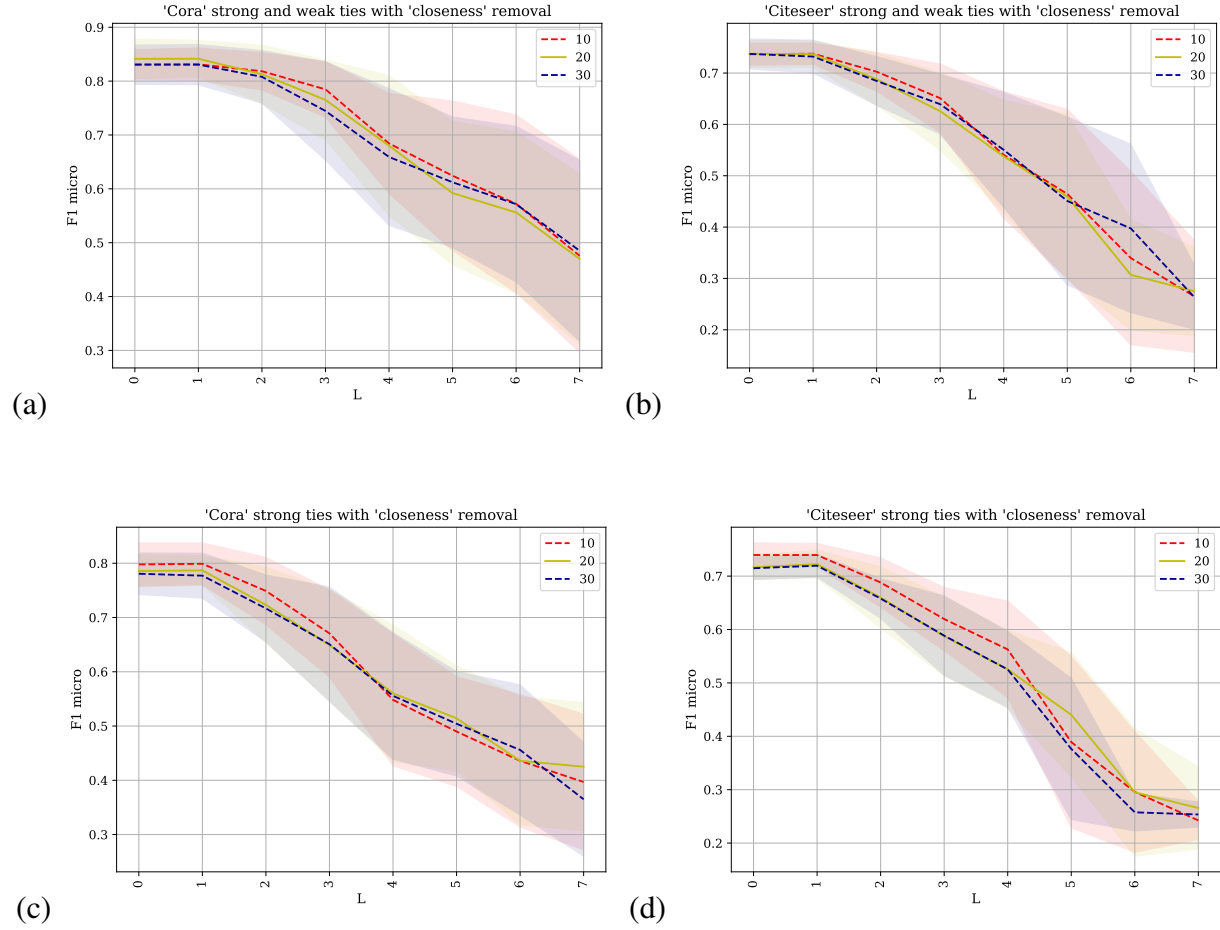 'Cora' strong and weak ties with 'closeness' removal
0.9
0.8
0.7
0.6
0.5
0.4
0.3
F1 micro
0 1 2 3 4 5 6 7
L
10
20
30
(a)
'Citeseer' strong and weak ties with 'closeness' removal
0.7
0.6
0.5
0.4
0.3
0.2
F1 micro
0 1 2 3 4 5 6 7
L
10
20
30
(b)
'Cora' strong ties with 'closeness' removal
0.8
0.7
0.6
0.5
0.4
0.3
F1 micro
0 1 2 3 4 5 6 7
L
10
20
30
(c)
'Citeseer' strong ties with 'closeness' removal
0.7
0.6
0.5
0.4
0.3
0.2
F1 micro
0 1 2 3 4 5 6 7
L
10
20
30
(d)